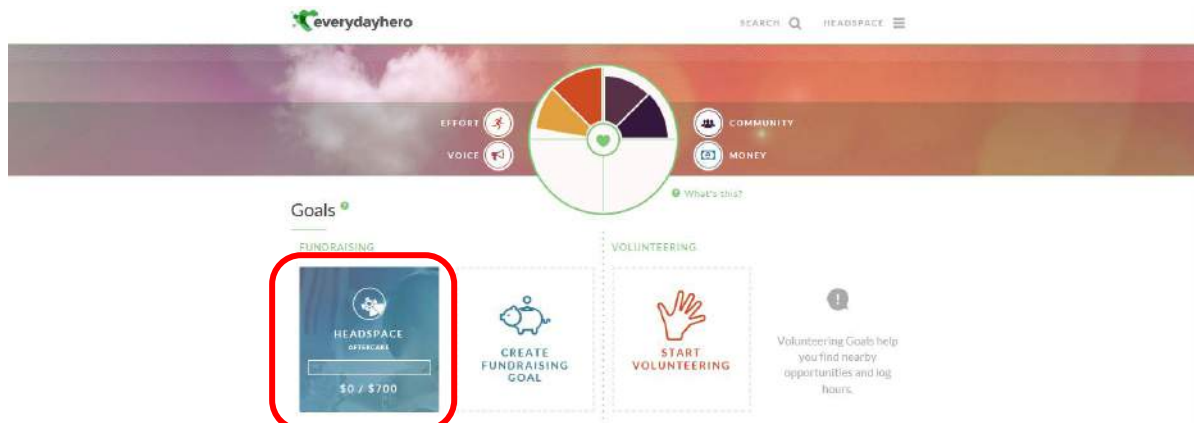 everydayhero
SEARCH
HEADSPACE
EFFORT
COMMUNITY
VOICE
MONEY
What's this?
Goals
FUNDRAISING
VOLUNTEERING
HEADSPACE
AFTERCARE
$0 / $700
CREATE
FUNDRAISING
GOAL
START
VOLUNTEERING
Volunteering Goals help
you find nearby
opportunities and log
hours.